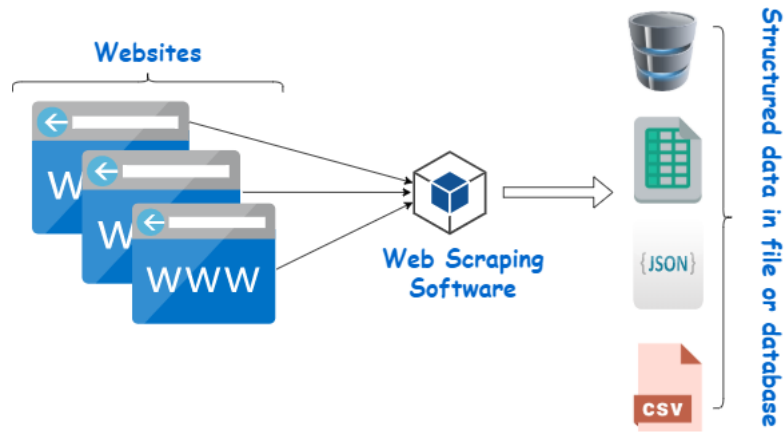 Websites
W
W
WWW
Web Scraping
Software
{JSON}
CSV
Structured data in file or database